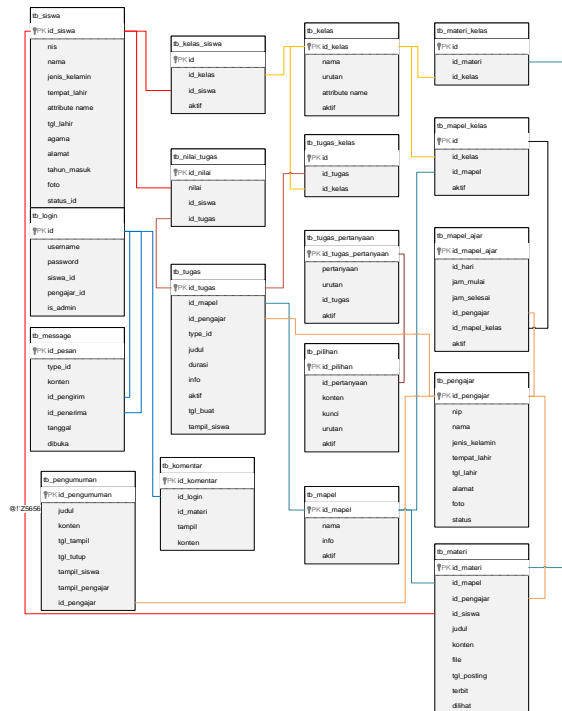 tb_siswa
PK id_siswa
nis
nama
jenis_kelamin
tempat_lahir
attribute name
tgl_lahir
agama
alamat
tahun_masuk
foto
status_id
tb_login
PK id
username
password
siswa_id
pengajar_id
is_admin
tb_message
PK id_pesan
type_id
konten
id_pengirim
id_penerima
tanggal
dibuka
tb_pengumuman
PK id_pengumuman
judul
konten
tgl_tampil
tgl_tutup
tampil_siswa
tampil_pengajar
id_pengajar
tb_kelas_siswa
PK id
id_kelas
id_siswa
aktif
tb_nilai_tugas
PK id_nilai
nilai
id_siswa
id_tugas
tb_tugas
PK id_tugas
id_mapel
id_pengajar
type_id
judul
durasi
info
aktif
tgl_buat
tampil_siswa
tb_komentar
PK id_komentar
id_login
id_materi
tampil
konten
tb_kelas
PK id_kelas
nama
urutan
attribute name
aktif
tb_tugas_kelas
PK id
id_tugas
id_kelas
tb_tugas_pertanyaan
PK id_tugas_pertanyaan
pertanyaan
urutan
id_tugas
aktif
tb_pilihan
PK id_pilihan
id_pertanyaan
konten
kunci
urutan
aktif
tb_mapel
PK id_mapel
nama
info
aktif
tb_materi_kelas
PK id
id_materi
id_kelas
tb_mapel_kelas
PK id
id_kelas
id_mapel
aktif
tb_mapel_ajar
PK id_mapel_ajar
id_hari
jam_mulai
jam_selesai
id_pengajar
id_mapel_kelas
aktif
tb_pengajar
PK id_pengajar
nip
nama
jenis_kelamin
tempat_lahir
tgl_lahir
alamat
foto
status
tb_materi
PK id_materi
id_mapel
id_pengajar
id_siswa
judul
konten
file
tgl_posting
terbit
dilihat